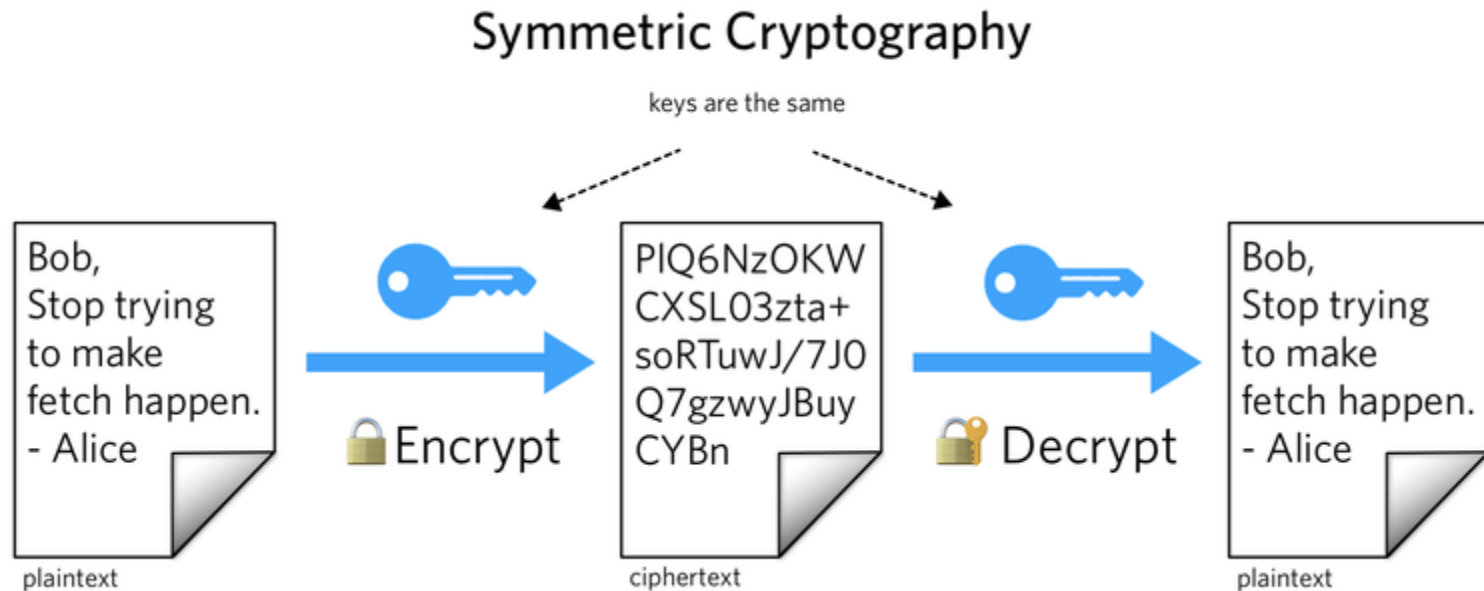 Symmetric Cryptography
keys are the same
Bob,
Stop trying
to make
fetch happen.
- Alice
plaintext
Encrypt
PlQ6NzOKW
CXSL03zta+
soRTuwJ/7J0
Q7gzwyJBuy
CYBn
ciphertext
Decrypt
Bob,
Stop trying
to make
fetch happen.
- Alice
plaintext